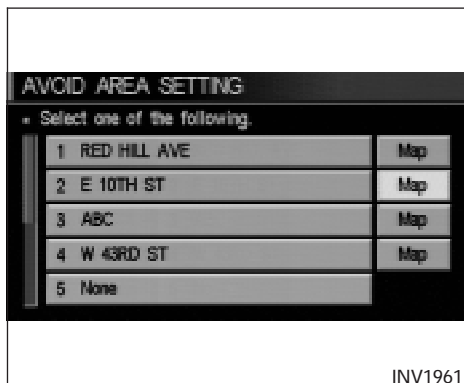 AVOID AREA SETTING
• Select one of the following.
1 RED HILL AVE Map
2 E 10TH ST Map
3 ABC Map
4 W 43RD ST Map
5 None
INV1961